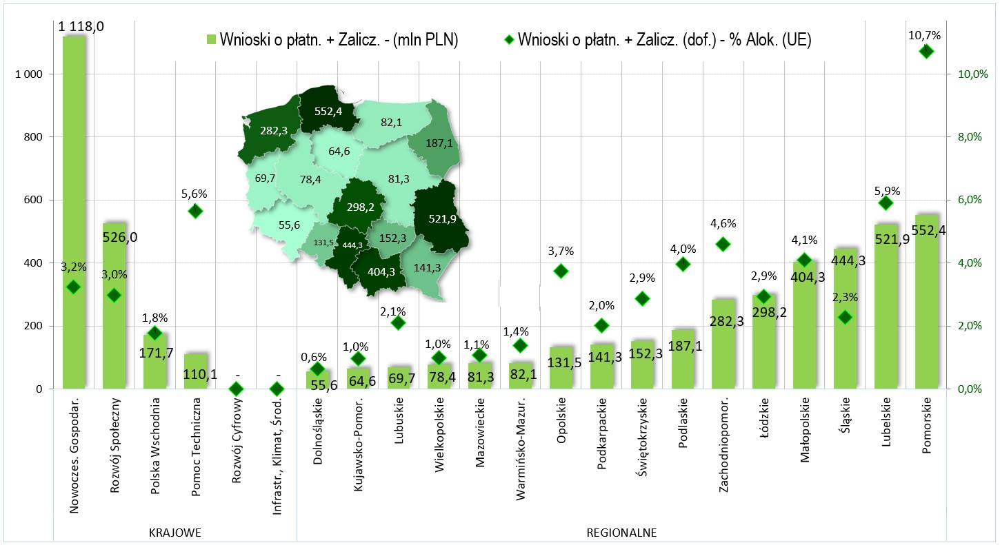 Wnioski o płatn. + Zalicz. - (mln PLN)
Wnioski o płatn. + Zalicz. (dof.) - % Alok. (UE)
1 000
800
600
400
200
0
10,0%
8,0%
6,0%
4,0%
2,0%
0,0%
1 118,0
526,0
171,7
110,1
-
-
55,6
64,6
69,7
78,4
81,3
82,1
131,5
141,3
152,3
187,1
282,3
298,2
404,3
444,3
521,9
552,4
3,2%
3,0%
1,8%
5,6%
0,6%
1,0%
2,1%
1,0%
1,1%
1,4%
3,7%
2,0%
2,9%
4,0%
4,6%
2,9%
4,1%
2,3%
5,9%
10,7%
552,4
282,3
82,1
187,1
64,6
69,7
78,4
81,3
298,2
521,9
55,6
131,5
444,3
152,3
404,3
141,3
Nowoczes. Gospodar.
Rozwój Społeczny
Polska Wschodnia
Pomoc Techniczna
Rozwój Cyfrowy
Infrastr., Klimat, Środ.
Dolnośląskie
Kujawsko-Pomor.
Lubuskie
Wielkopolskie
Mazowieckie
Warmińsko-Mazur.
Opolskie
Podkarpackie
Świętokrzyskie
Podlaskie
Zachodniopomor.
Łódzkie
Małopolskie
Śląskie
Lubelskie
Pomorskie
KRAJOWE
REGIONALNE